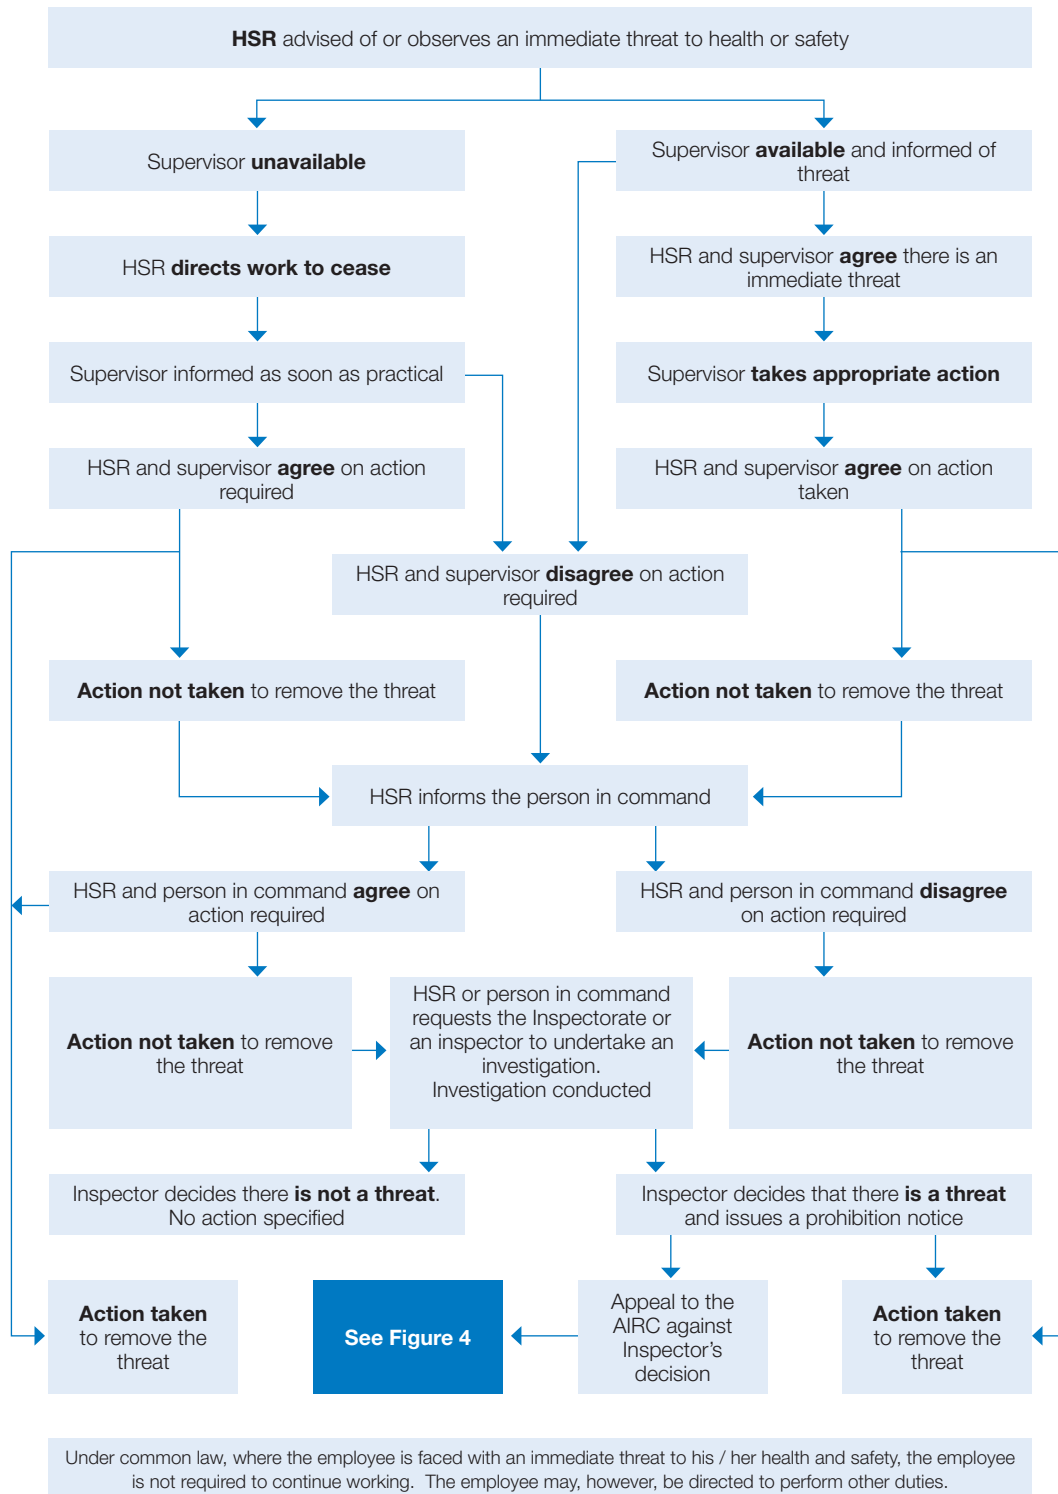 HSR advised of or observes an immediate threat to health or safety
Supervisor unavailable
Supervisor available and informed of
threat
HSR directs work to cease
HSR and supervisor agree there is an
immediate threat
Supervisor informed as soon as practical
Supervisor takes appropriate action
HSR and supervisor agree on action
required
HSR and supervisor agree on action
taken
HSR and supervisor disagree on action
required
Action not taken to remove the threat
Action not taken to remove the threat
HSR informs the person in command
HSR and person in command agree on
action required
HSR and person in command disagree
on action required
Action not taken to remove
the threat
HSR or person in command
requests the Inspectorate or
an inspector to undertake an
investigation.
Investigation conducted
Action not taken to remove
the threat
Inspector decides there is not a threat.
No action specified
Inspector decides that there is a threat
and issues a prohibition notice
Action taken
to remove the
threat
See Figure 4
Appeal to the
AIRC against
Inspector's
decision
Action taken
to remove the
threat
Under common law, where the employee is faced with an immediate threat to his / her health and safety, the employee
is not required to continue working. The employee may, however, be directed to perform other duties.